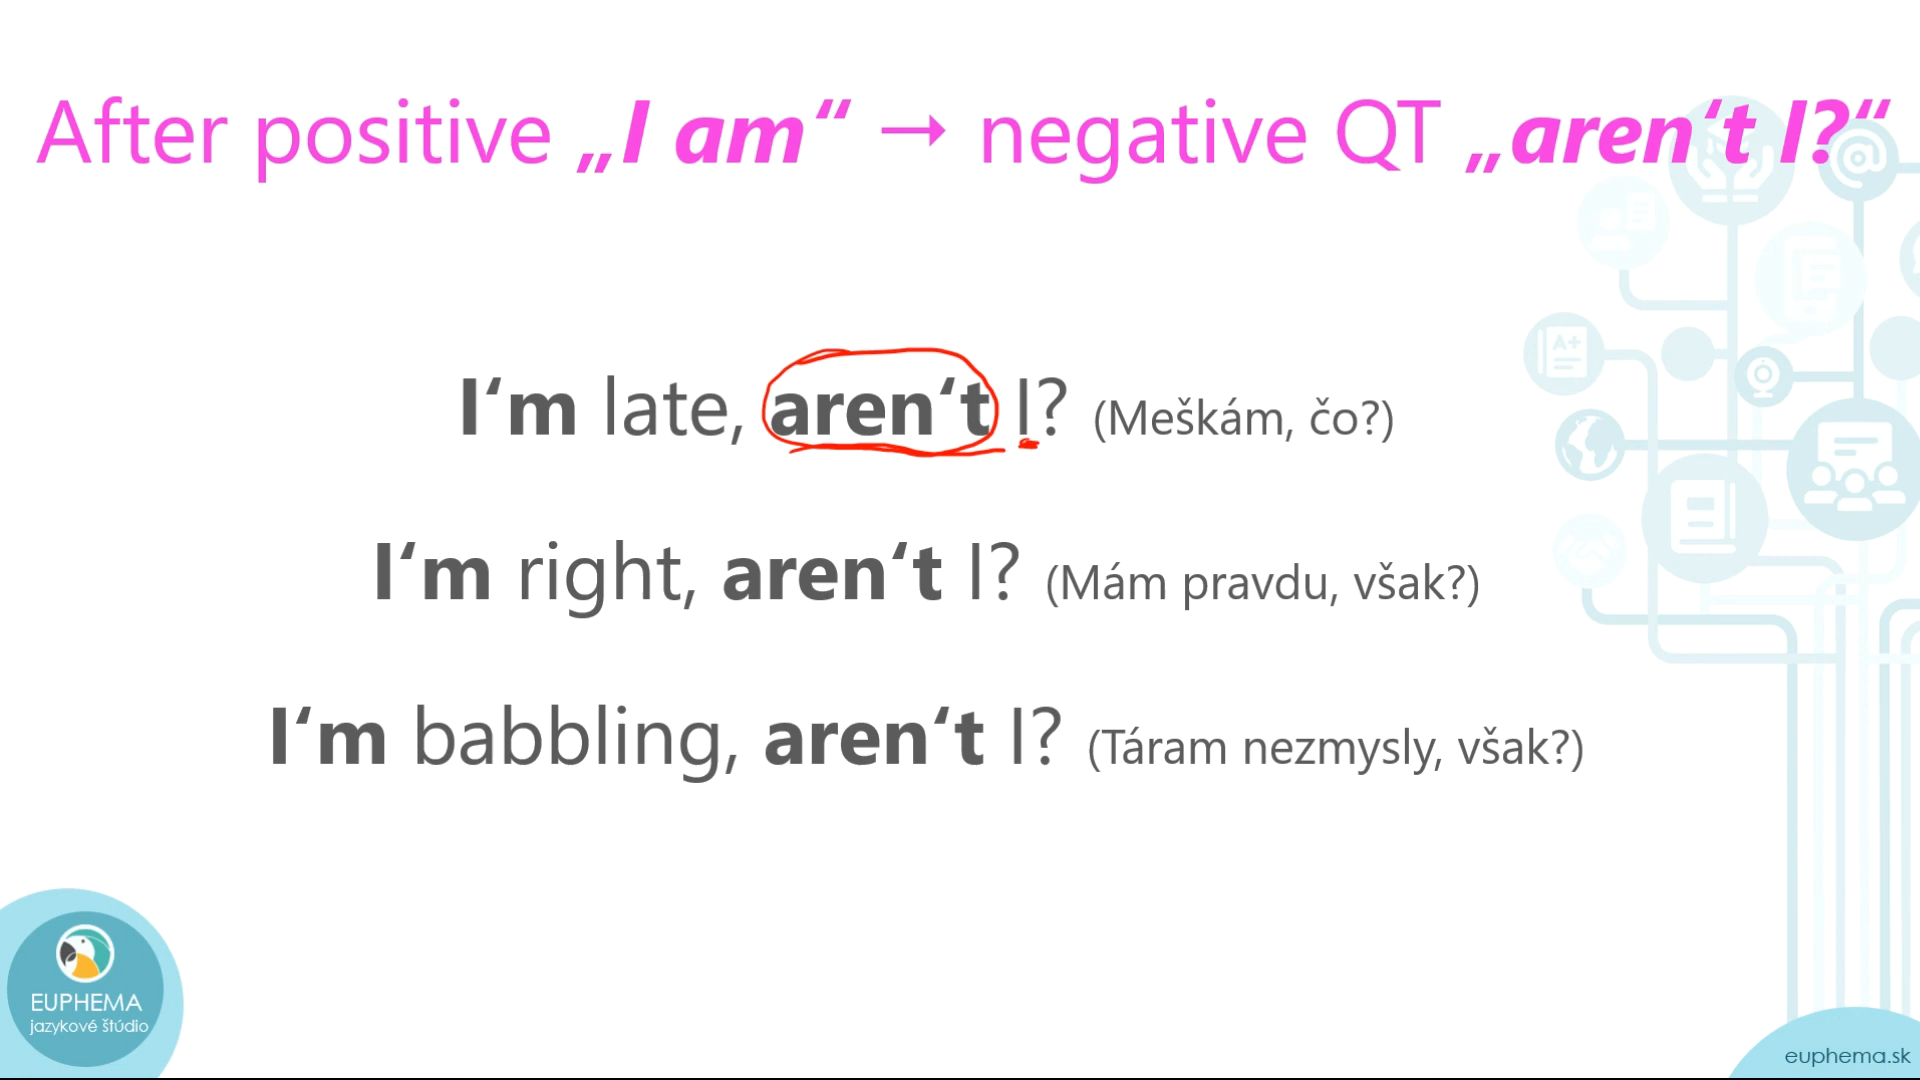 After positive „I am“ → negative QT „aren‘t I?“
I‘m late, aren‘t I? (Meškám, čo?)
I‘m right, aren‘t I? (Mám pravdu, však?)
I‘m babbling, aren‘t I? (Táram nezmysly, však?)
A+
EUPHEMA
jazykové štúdio
euphema.sk